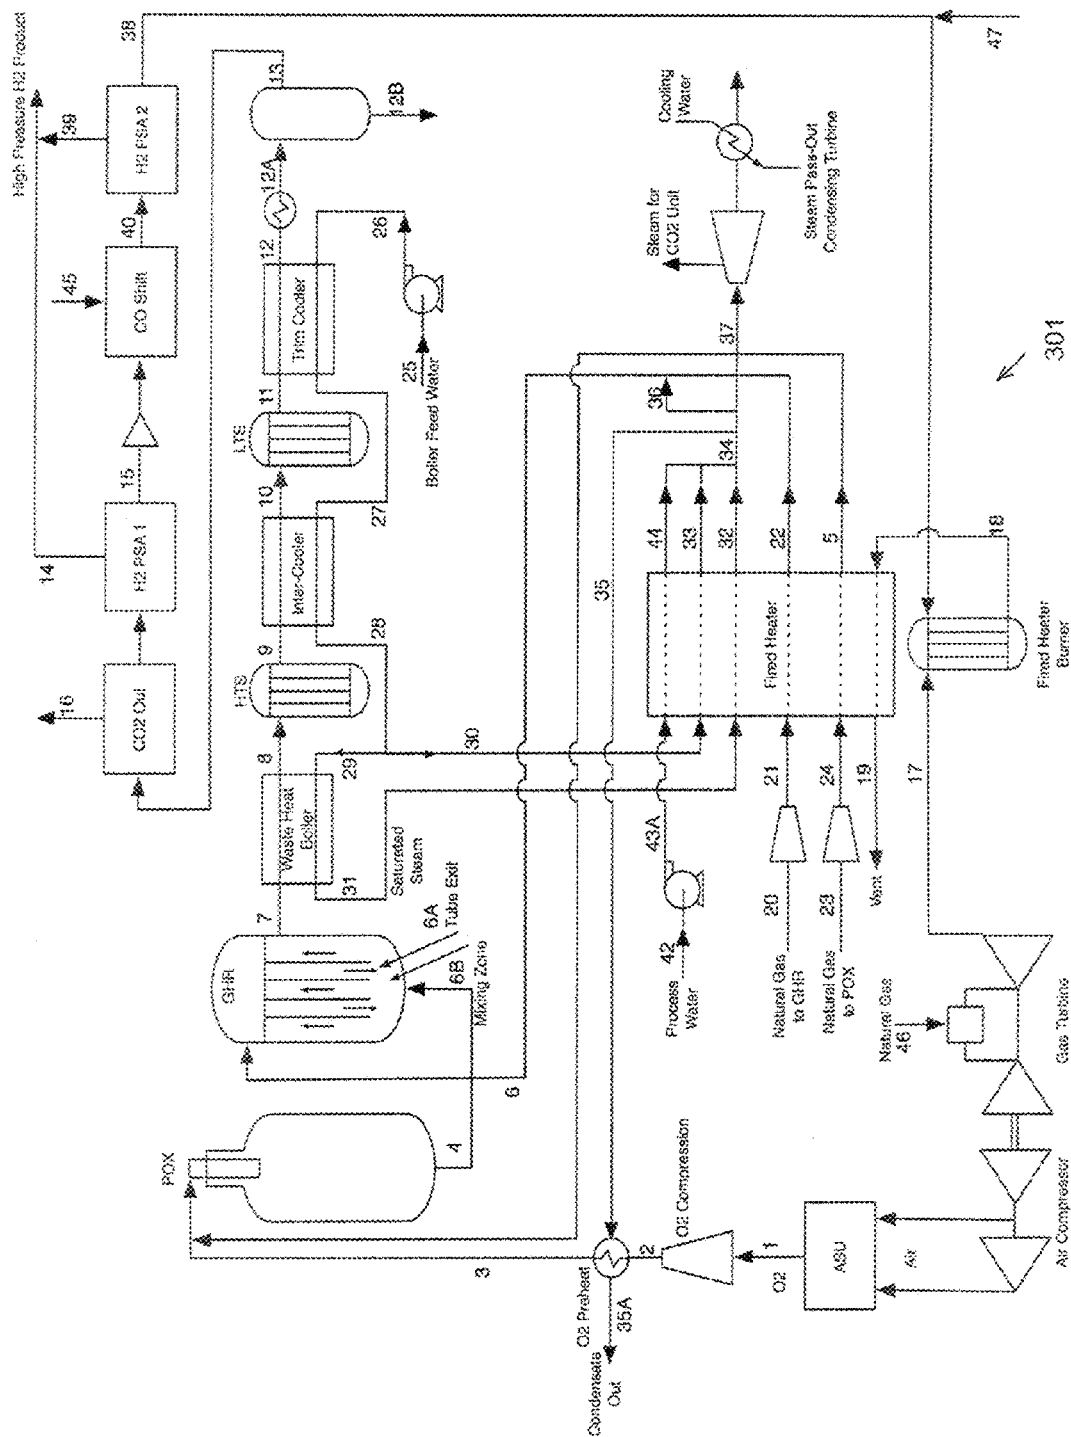 High Pressure H2 Product
38
39
H2 PSA 2
40
45
CO Shift
15
H2 PSA 1
14
16
CO2 Out
13
12B
12A
12
Trim Cooler
26
25
Boiler Feed Water
11
LTS
10
Inter-Cooler
27
28
9
HTS
8
29
30
Waste Heat
Boiler
31
Saturated
Steam
7
GHR
6A
Tube Exit
6B
Mixing Zone
6
POX
4
3
O2 Preheat
35A
Condensate
Out
2
O2 Compression
1
O2
ASU
Air
Air Compressor
Gas Turbine
Natural Gas
46
17
Fired Heater
Burner
18
47
301
Cooling
Water
Steam Pass-Out
Condensing Turbine
Steam for
CO2 Unit
37
36
34
35
44
33
32
22
5
Fired Heater
43A
42
Process
Water
21
20
Natural Gas
to GHR
24
23
Natural Gas
to POX
19
Vent